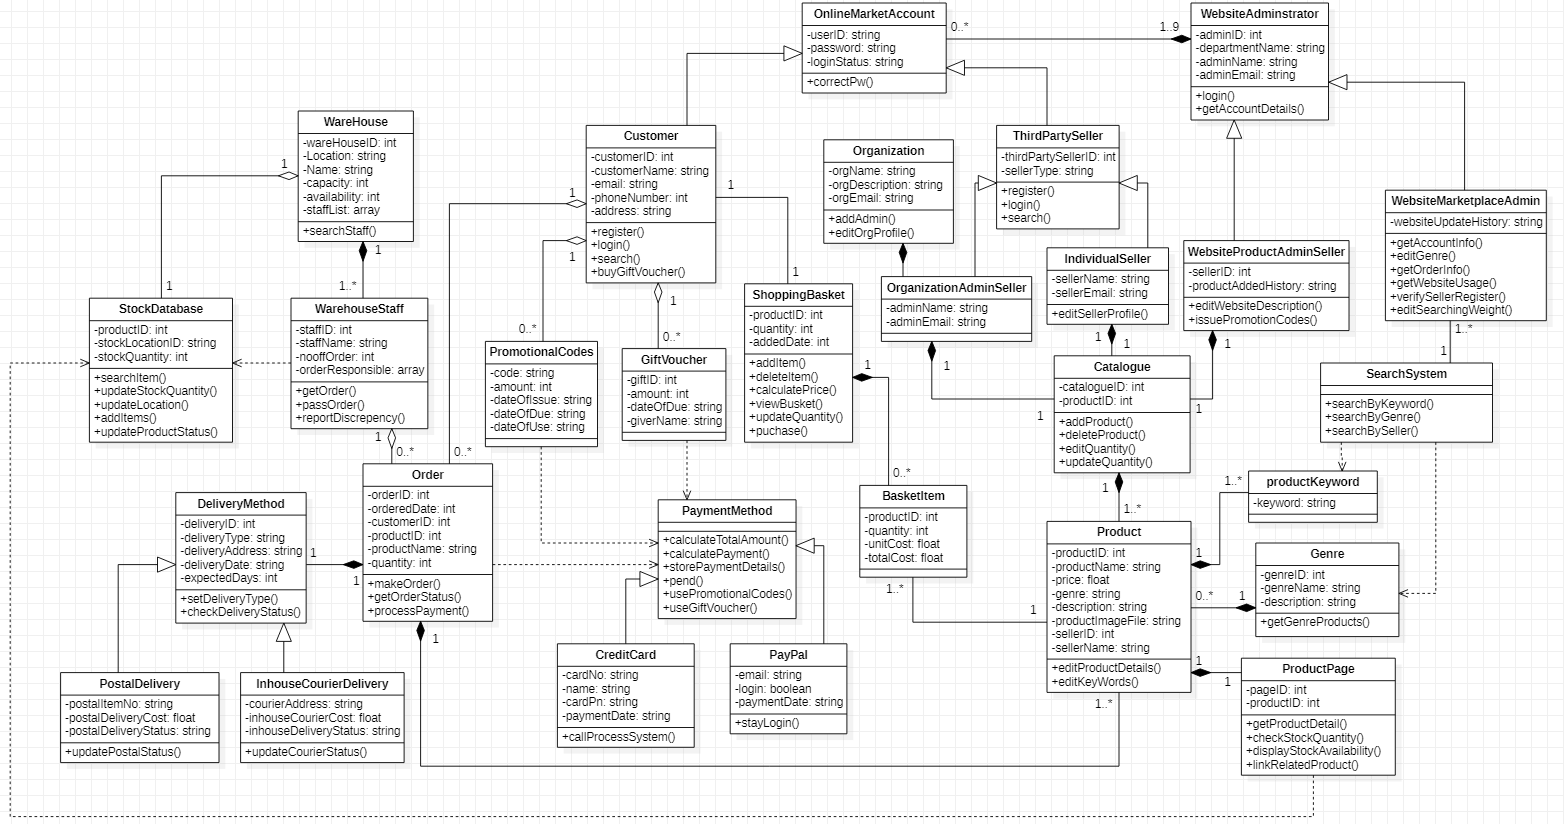 OnlineMarketAccount
-userID: string
-password: string
-loginStatus: string
+correctPw()
0..*
1..9
WebsiteAdminstrator
-adminID: int
-departmentName: string
-adminName: string
-adminEmail: string
+login()
+getAccountDetails()
WareHouse
-wareHouseID: int
-Location: string
-Name: string
-capacity: int
-availability: int
-staffList: array
+searchStaff()
1
1
1
1..*
Customer
-customerID: int
-customerName: string
-email: string
-phoneNumber: int
-address: string
+register()
+login()
+search()
+buyGiftVoucher()
1
1
1
1
1
0..*
0..*
0..*
Organization
-orgName: string
-orgDescription: string
-orgEmail: string
+addAdmin()
+editOrgProfile()
ThirdPartySeller
-thirdPartySellerID: int
-sellerType: string
+register()
+login()
+search()
WebsiteMarketplaceAdmin
-websiteUpdateHistory: string
+getAccountInfo()
+editGenre()
+getOrderInfo()
+getWebsiteUsage()
+verifySellerRegister()
+editSearchingWeight()
1..*
1
IndividualSeller
-sellerName: string
-sellerEmail: string
+editSellerProfile()
1
1
WebsiteProductAdminSeller
-sellerID: int
-productAddedHistory: string
+editWebsiteDescription()
+issuePromotionCodes()
1
1
OrganizationAdminSeller
-adminName: string
-adminEmail: string
1
1
StockDatabase
-productID: int
-stockLocationID: string
-stockQuantity: int
+searchItem()
+updateStockQuantity()
+updateLocation()
+addItems()
+updateProductStatus()
WarehouseStaff
-staffID: int
-staffName: string
-nooffOrder: int
-orderResponsible: array
+getOrder()
+passOrder()
+reportDiscrepency()
1
0..*
PromotionalCodes
-code: string
-amount: int
-dateOfIssue: string
-dateOfDue: string
-dateOfUse: string
GiftVoucher
-giftID: int
-amount: int
-dateOfDue: string
-giverName: string
ShoppingBasket
-productID: int
-quantity: int
-addedDate: int
+addItem()
+deleteItem()
+calculatePrice()
+viewBusket()
+updateQuantity()
+puchase()
1
0..*
Catalogue
-catalogueID: int
-productID: int
+addProduct()
+deleteProduct()
+editQuantity()
+updateQuantity()
1
1..*
SearchSystem
+searchByKeyword()
+searchByGenre()
+searchBySeller()
DeliveryMethod
-deliveryID: int
-deliveryType: string
-deliveryAddress: string
-deliveryDate: string
-expectedDays: int
+setDeliveryType()
+checkDeliveryStatus()
1
1
Order
-orderID: int
-orderedDate: int
-customerID: int
-productID: int
-productName: string
-quantity: int
+makeOrder()
+getOrderStatus()
+processPayment()
1
PaymentMethod
+calculateTotalAmount()
+calculatePayment()
+storePaymentDetails()
+pend()
+usePromotionalCodes()
+useGiftVoucher()
BasketItem
-productID: int
-quantity: int
-unitCost: float
-totalCost: float
1..*
1
Product
-productID: int
-productName: string
-price: float
-genre: string
-description: string
-productImageFile: string
-sellerID: int
-sellerName: string
+editProductDetails()
+editKeyWords()
1..*
productKeyword
-keyword: string
1..*
1
Genre
-genreID: int
-genreName: string
-description: string
+getGenreProducts()
0..*
1
ProductPage
-pageID: int
-productID: int
+getProductDetail()
+checkStockQuantity()
+displayStockAvailability()
+linkRelatedProduct()
1
1
PostalDelivery
-postalItemNo: string
-postalDeliveryCost: float
-postalDeliveryStatus: string
+updatePostalStatus()
InhouseCourierDelivery
-courierAddress: string
-inhouseCourierCost: float
-inhouseDeliveryStatus: string
+updateCourierStatus()
CreditCard
-cardNo: string
-name: string
-cardPn: string
-paymentDate: string
+callProcessSystem()
PayPal
-email: string
-login: boolean
-paymentDate: string
+stayLogin()